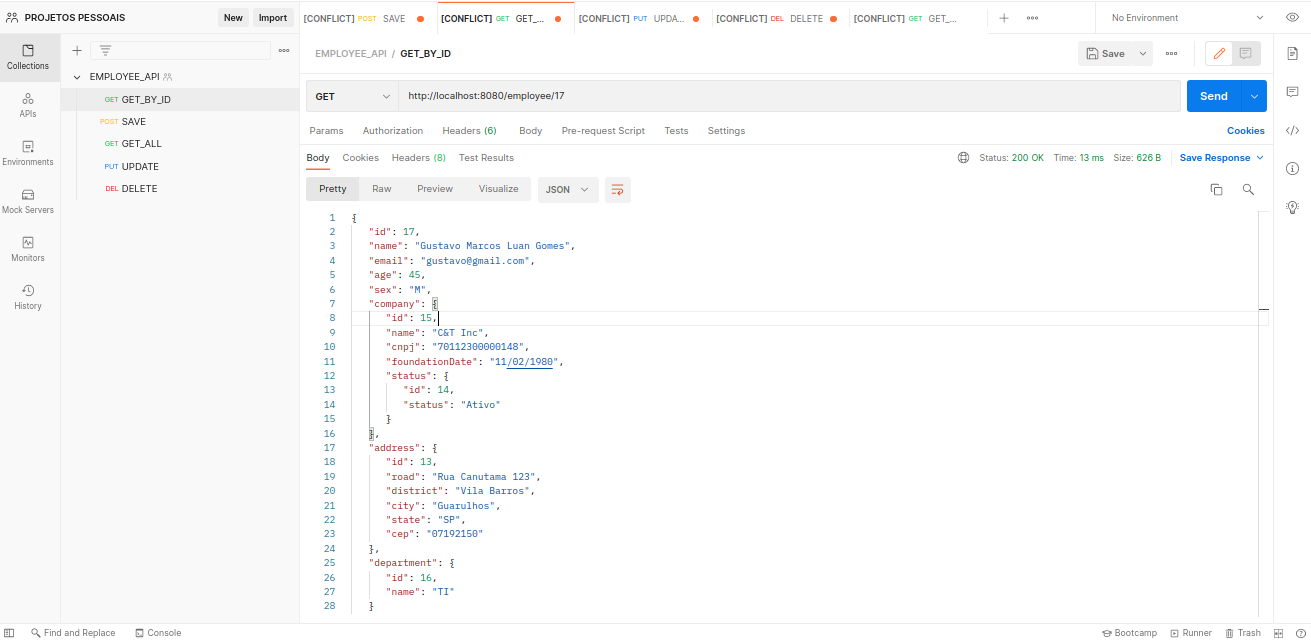 PROJETOS PESSOAIS
New
Import
[CONFLICT] POST SAVE
[CONFLICT] GET GET_...
[CONFLICT] PUT UPDA...
[CONFLICT] DEL DELETE
[CONFLICT] GET GET_...
No Environment
Collections
APIs
Environments
Mock Servers
Monitors
History
EMPLOYEE_API
GET GET_BY_ID
POST SAVE
GET GET_ALL
PUT UPDATE
DEL DELETE
EMPLOYEE_API / GET_BY_ID
Save
GET
http://localhost:8080/employee/17
Send
Params
Authorization
Headers (6)
Body
Pre-request Script
Tests
Settings
Cookies
Body
Cookies
Headers (8)
Test Results
Status: 200 OK
Time: 13 ms
Size: 626 B
Save Response
Pretty
Raw
Preview
Visualize
JSON
1 {
2 "id": 17,
3 "name": "Gustavo Marcos Luan Gomes",
4 "email": "gustavo@gmail.com",
5 "age": 45,
6 "sex": "M",
7 "company": {
8 "id": 15,
9 "name": "C&T Inc",
10 "cnpj": "70112300000148",
11 "foundationDate": "11/02/1980",
12 "status": {
13 "id": 14,
14 "status": "Ativo"
15 }
16 },
17 "address": {
18 "id": 13,
19 "road": "Rua Canutama 123",
20 "district": "Vila Barros",
21 "city": "Guarulhos",
22 "state": "SP",
23 "cep": "07192150"
24 },
25 "department": {
26 "id": 16,
27 "name": "TI"
28 }
Find and Replace
Console
Bootcamp
Runner
Trash